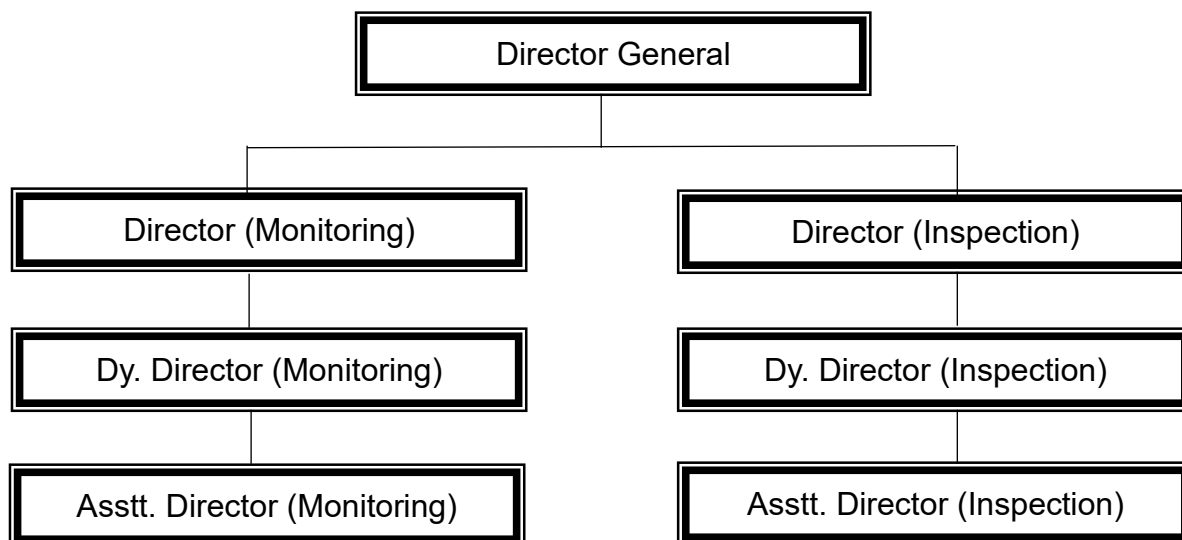 Director General
Director (Monitoring)
Director (Inspection)
Dy. Director (Monitoring)
Dy. Director (Inspection)
Asstt. Director (Monitoring)
Asstt. Director (Inspection)